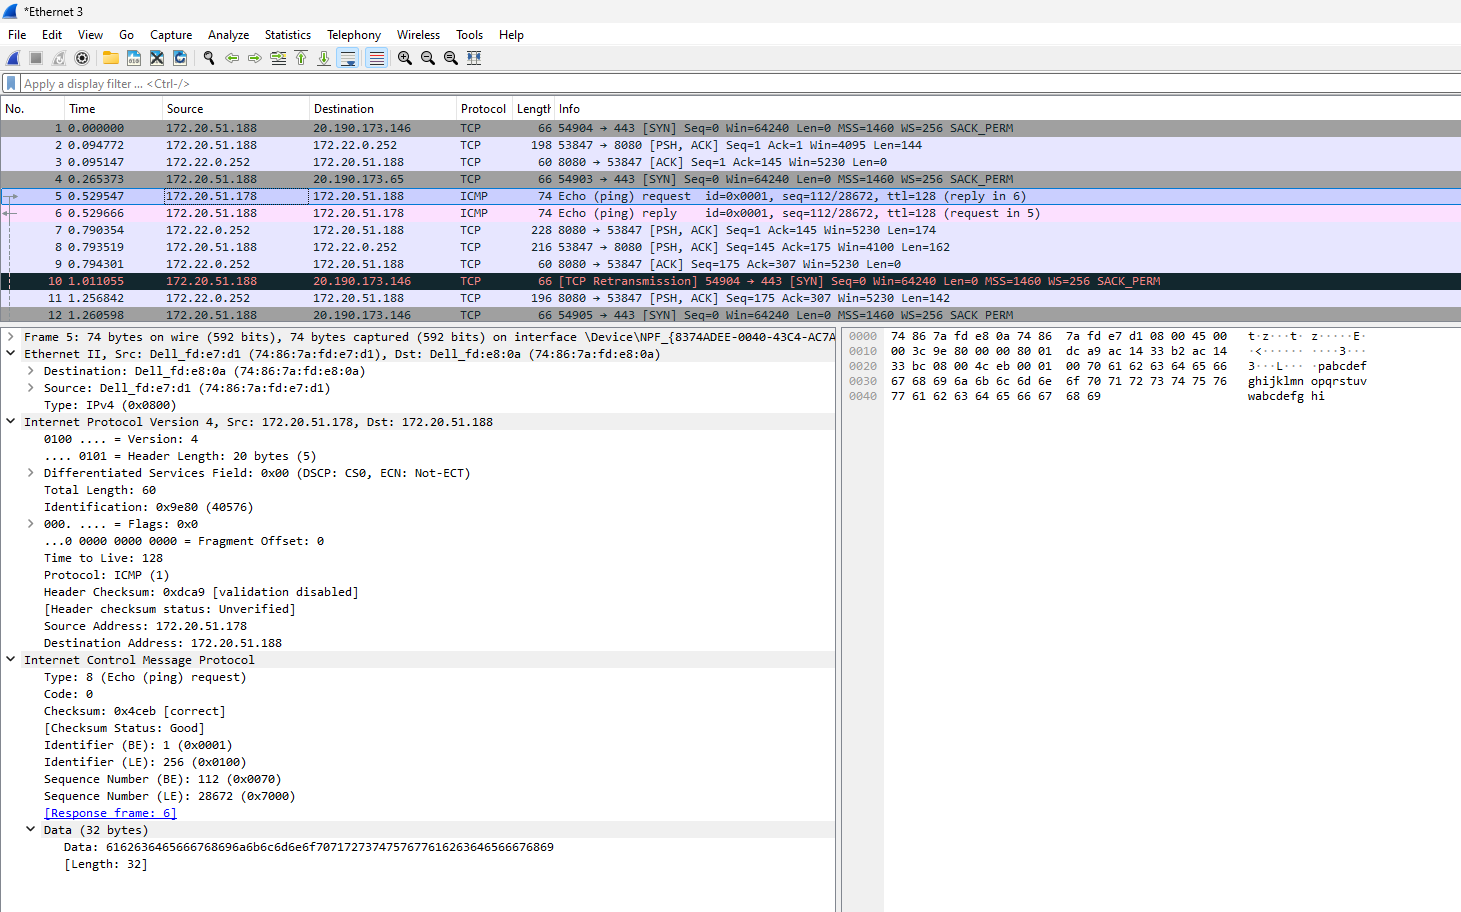 *Ethernet 3
File Edit View Go Capture Analyze Statistics Telephony Wireless Tools Help
Apply a display filter ... <Ctrl-/>
No. Time Source Destination Protocol Length Info
1 0.000000 172.20.51.188 20.190.173.146 TCP 66 54904 → 443 [SYN] Seq=0 Win=64240 Len=0 MSS=1460 WS=256 SACK_PERM
2 0.094772 172.20.51.188 172.22.0.252 TCP 198 53847 → 8080 [PSH, ACK] Seq=1 Ack=1 Win=4095 Len=144
3 0.095147 172.22.0.252 172.20.51.188 TCP 60 8080 → 53847 [ACK] Seq=1 Ack=145 Win=5230 Len=0
4 0.265373 172.20.51.188 20.190.173.65 TCP 66 54903 → 443 [SYN] Seq=0 Win=64240 Len=0 MSS=1460 WS=256 SACK_PERM
5 0.529547 172.20.51.178 172.20.51.188 ICMP 74 Echo (ping) request id=0x0001, seq=112/28672, ttl=128 (reply in 6)
6 0.529666 172.20.51.188 172.20.51.178 ICMP 74 Echo (ping) reply id=0x0001, seq=112/28672, ttl=128 (request in 5)
7 0.790354 172.22.0.252 172.20.51.188 TCP 228 8080 → 53847 [PSH, ACK] Seq=1 Ack=145 Win=5230 Len=174
8 0.793519 172.20.51.188 172.22.0.252 TCP 216 53847 → 8080 [PSH, ACK] Seq=145 Ack=175 Win=4100 Len=162
9 0.794301 172.22.0.252 172.20.51.188 TCP 60 8080 → 53847 [ACK] Seq=175 Ack=307 Win=5230 Len=0
10 1.011055 172.20.51.188 20.190.173.146 TCP 66 [TCP Retransmission] 54904 → 443 [SYN] Seq=0 Win=64240 Len=0 MSS=1460 WS=256 SACK_PERM
11 1.256842 172.22.0.252 172.20.51.188 TCP 196 8080 → 53847 [PSH, ACK] Seq=175 Ack=307 Win=5230 Len=142
12 1.260598 172.20.51.188 20.190.173.146 TCP 66 54905 → 443 [SYN] Seq=0 Win=64240 Len=0 MSS=1460 WS=256 SACK_PERM
Frame 5: 74 bytes on wire (592 bits), 74 bytes captured (592 bits) on interface \Device\NPF_{8374ADEE-0040-43C4-AC7A
Ethernet II, Src: Dell_fd:e7:d1 (74:86:7a:fd:e7:d1), Dst: Dell_fd:e8:0a (74:86:7a:fd:e8:0a)
Destination: Dell_fd:e8:0a (74:86:7a:fd:e8:0a)
Source: Dell_fd:e7:d1 (74:86:7a:fd:e7:d1)
Type: IPv4 (0x0800)
Internet Protocol Version 4, Src: 172.20.51.178, Dst: 172.20.51.188
0100 .... = Version: 4
.... 0101 = Header Length: 20 bytes (5)
Differentiated Services Field: 0x00 (DSCP: CS0, ECN: Not-ECT)
Total Length: 60
Identification: 0x9e80 (40576)
000. .... = Flags: 0x0
...0 0000 0000 0000 = Fragment Offset: 0
Time to Live: 128
Protocol: ICMP (1)
Header Checksum: 0xdca9 [validation disabled]
[Header checksum status: Unverified]
Source Address: 172.20.51.178
Destination Address: 172.20.51.188
Internet Control Message Protocol
Type: 8 (Echo (ping) request)
Code: 0
Checksum: 0x4ceb [correct]
[Checksum Status: Good]
Identifier (BE): 1 (0x0001)
Identifier (LE): 256 (0x0100)
Sequence Number (BE): 112 (0x0070)
Sequence Number (LE): 28672 (0x7000)
[Response frame: 6]
Data (32 bytes)
Data: 6162636465666768696a6b6c6d6e6f7071727374757677616263646566676869
[Length: 32]
0000 74 86 7a fd e8 0a 74 86 7a fd e7 d1 08 00 45 00 t·z···t· z·····E·
0010 00 3c 9e 80 00 00 80 01 dc a9 ac 14 33 b2 ac 14 ·<······ ····3···
0020 33 bc 08 00 4c eb 00 01 00 70 61 62 63 64 65 66 3···L··· ·pabcdef
0030 67 68 69 6a 6b 6c 6d 6e 6f 70 71 72 73 74 75 76 ghijklmn opqrstuv
0040 77 61 62 63 64 65 66 67 68 69 wabcdefg hi